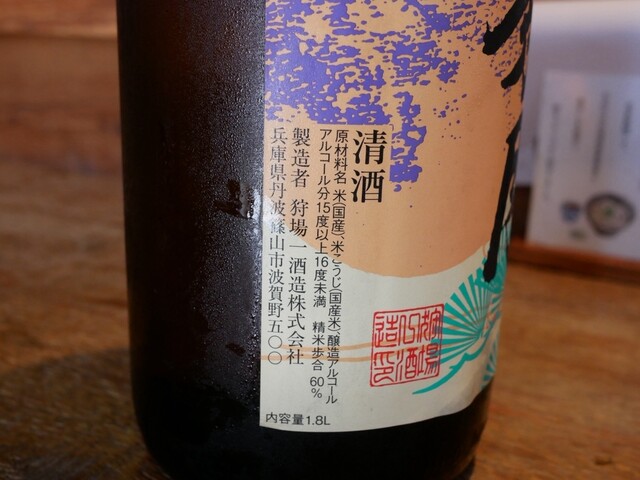 清酒
原材料名 米(国産)、米こうじ(国産米)、醸造アルコール
アルコール分15度以上16度未満 精米歩合 60%
製造者 狩場一酒造株式会社
兵庫県丹波篠山市波賀野五〇〇
内容量1.8L